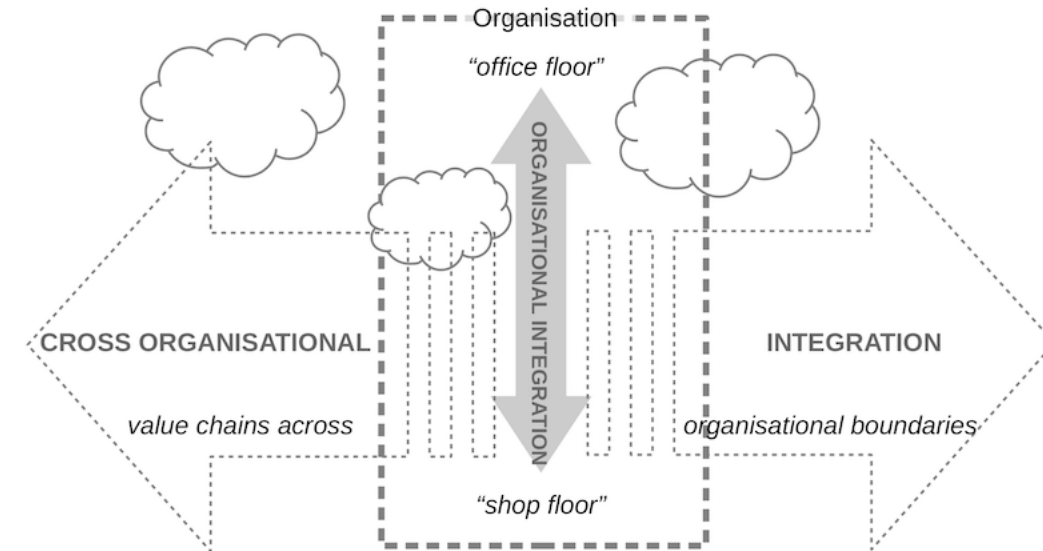 Organisation
“office floor”
ORGANISATIONAL INTEGRATION
CROSS ORGANISATIONAL
INTEGRATION
value chains across
organisational boundaries
“shop floor”